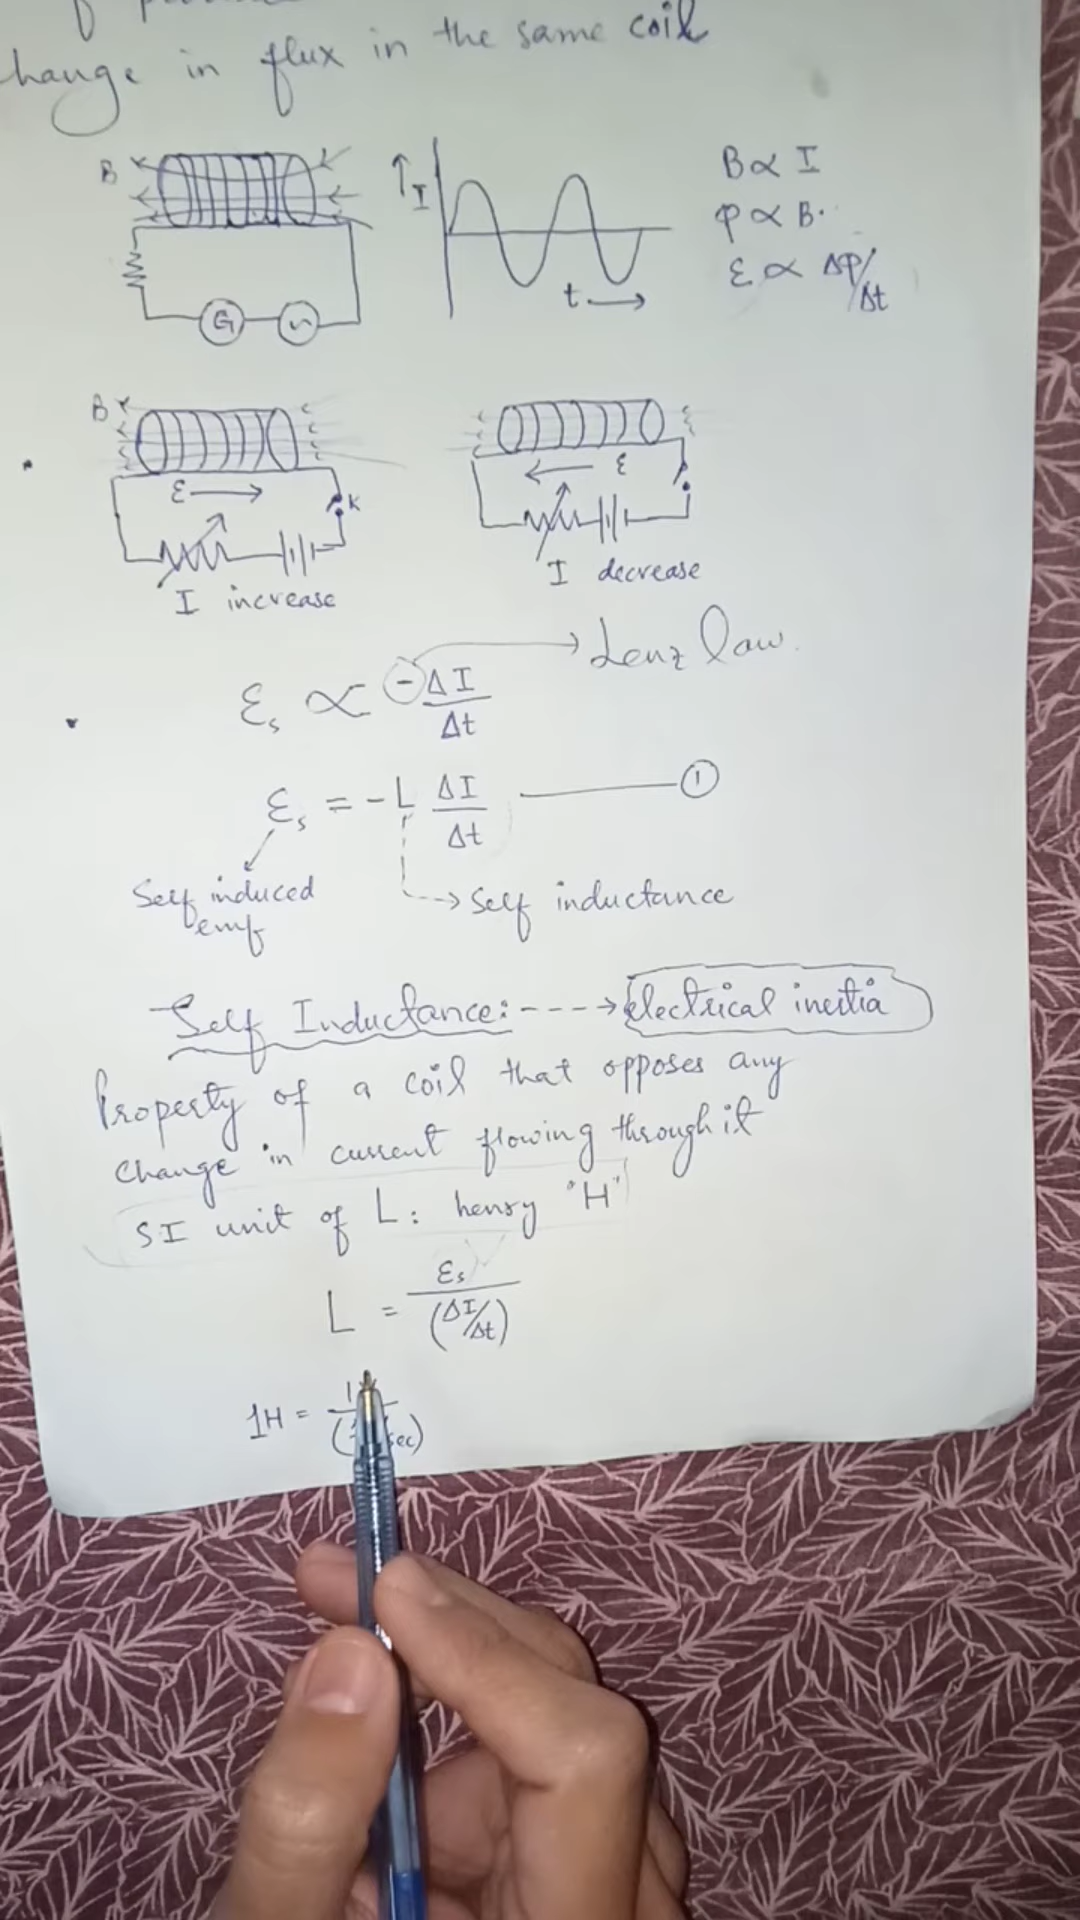 change in flux in the same coil
B
I
t
G
B ∝ I
φ ∝ B.
ε ∝ Δφ/Δt
B
ε
K
I increase
ε
I decrease
εs ∝ -ΔI/Δt
Lenz law.
εs = -L ΔI/Δt
1
Self induced
emf
Self inductance
Self Inductance:
electrical inertia
Property of a coil that opposes any
change in current flowing through it
SI unit of L: henry "H"
L = εs/(ΔI/Δt)
1H =